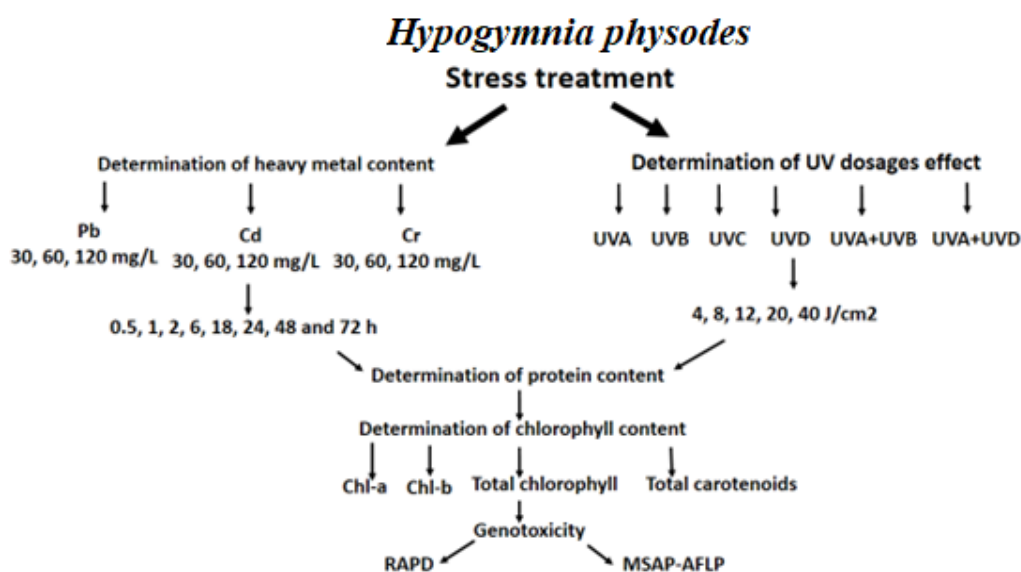 Hypogymnia physodes
Stress treatment
Determination of heavy metal content
Determination of UV dosages effect
Pb
30, 60, 120 mg/L
Cd
30, 60, 120 mg/L
Cr
30, 60, 120 mg/L
UVA
UVB
UVC
UVD
UVA+UVB
UVA+UVD
0.5, 1, 2, 6, 18, 24, 48 and 72 h
4, 8, 12, 20, 40 J/cm2
Determination of protein content
Determination of chlorophyll content
Chl-a
Chl-b
Total chlorophyll
Total carotenoids
Genotoxicity
RAPD
MSAP-AFLP